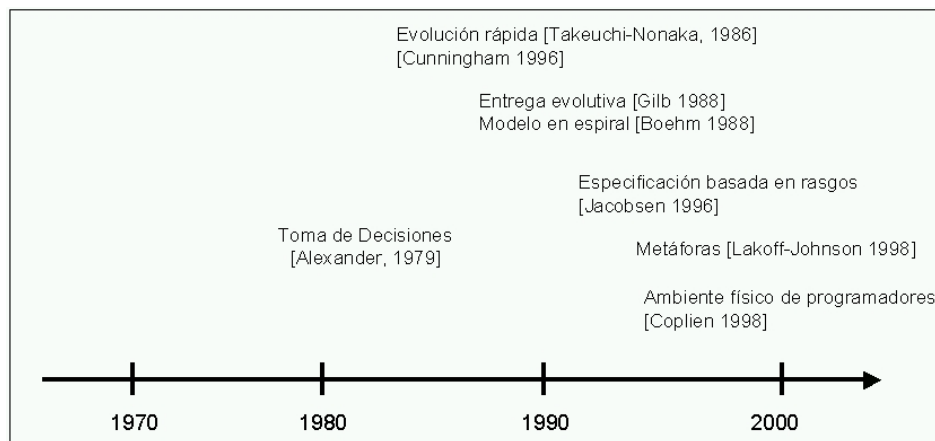 Evolución rápida [Takeuchi-Nonaka, 1986]
[Cunningham 1996]
Entrega evolutiva [Gilb 1988]
Modelo en espiral [Boehm 1988]
Especificación basada en rasgos
[Jacobsen 1996]
Toma de Decisiones
[Alexander, 1979]
Metáforas [Lakoff-Johnson 1998]
Ambiente físico de programadores
[Coplien 1998]
1970 1980 1990 2000